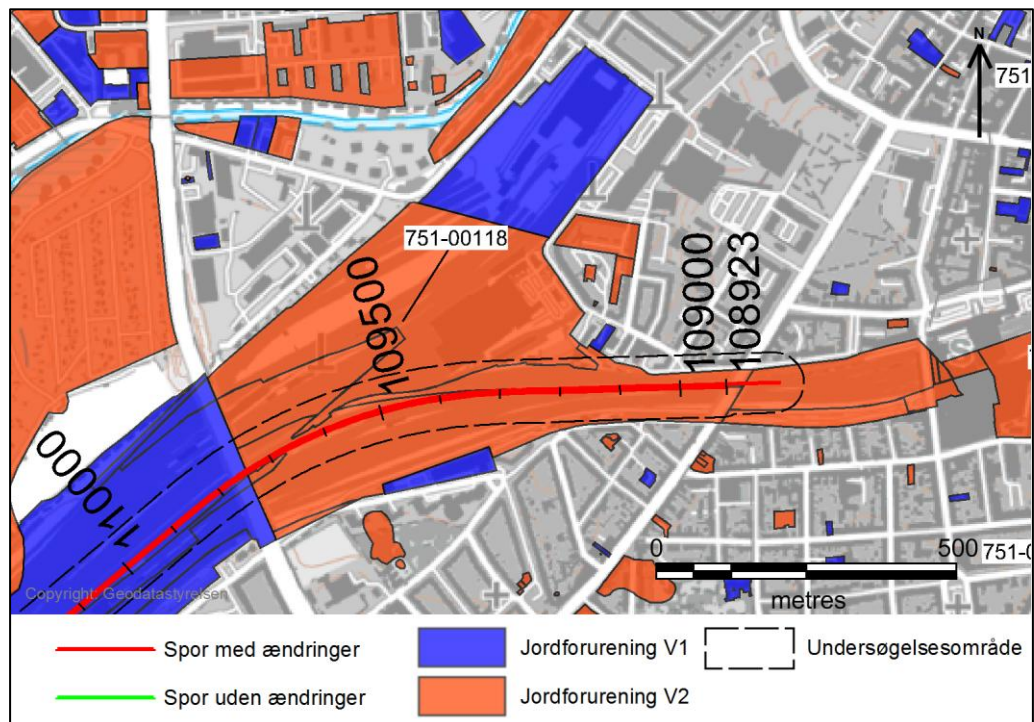 N
751
751-00118
109500
109000
108923
110000
0
500
751-0
metres
Copyright: Geodatastyrelsen
Spor med ændringer
Jordforurening V1
Undersøgelsesområde
Spor uden ændringer
Jordforurening V2